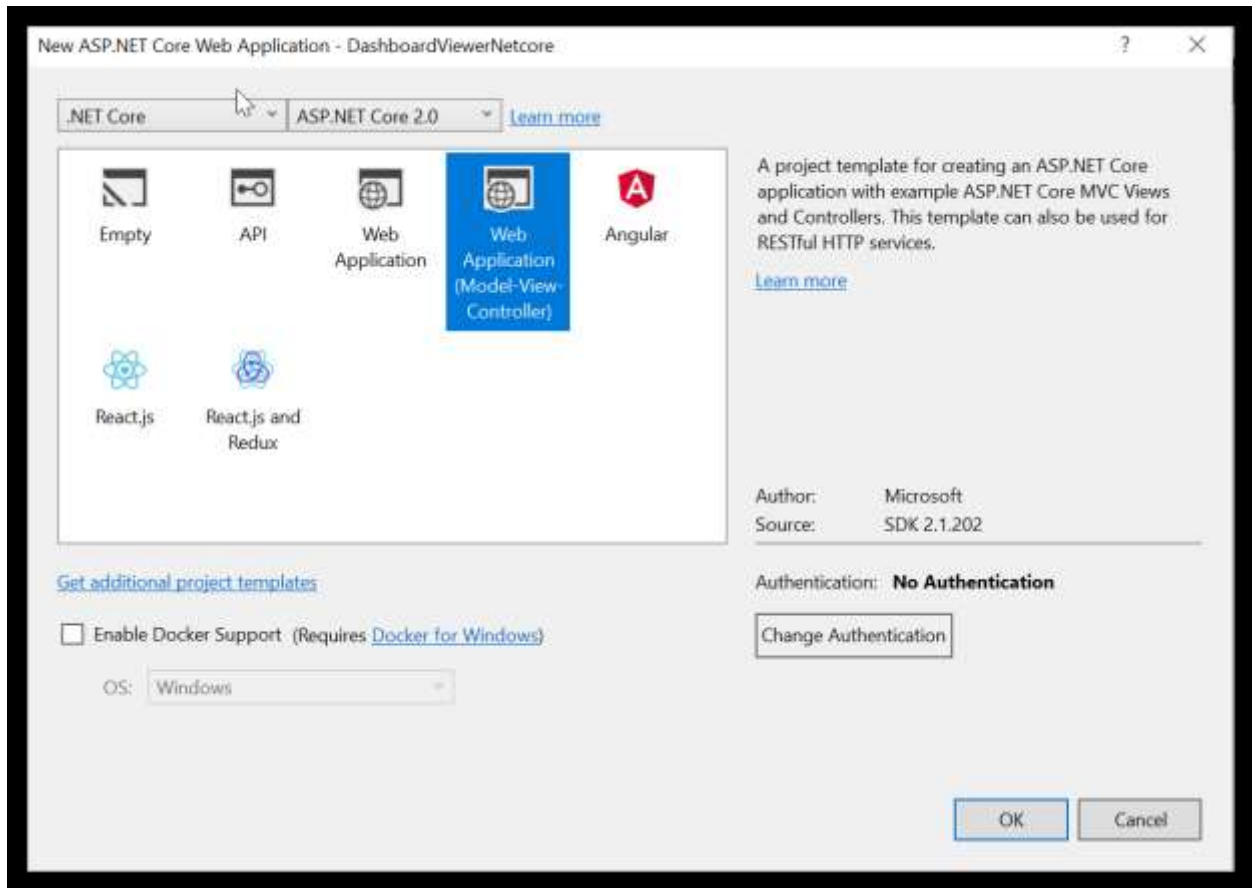 New ASP.NET Core Web Application - DashboardViewerNetcore
?
.NET Core
ASP.NET Core 2.0
Learn more
Empty
API
Web
Application
Web
Application
(Model-View-
Controller)
Angular
React.js
React.js and
Redux
A project template for creating an ASP.NET Core
application with example ASP.NET Core MVC Views
and Controllers. This template can also be used for
RESTful HTTP services.
Learn more
Author: Microsoft
Source: SDK 2.1.202
Get additional project templates
Enable Docker Support (Requires Docker for Windows)
OS: Windows
Authentication: No Authentication
Change Authentication
OK
Cancel